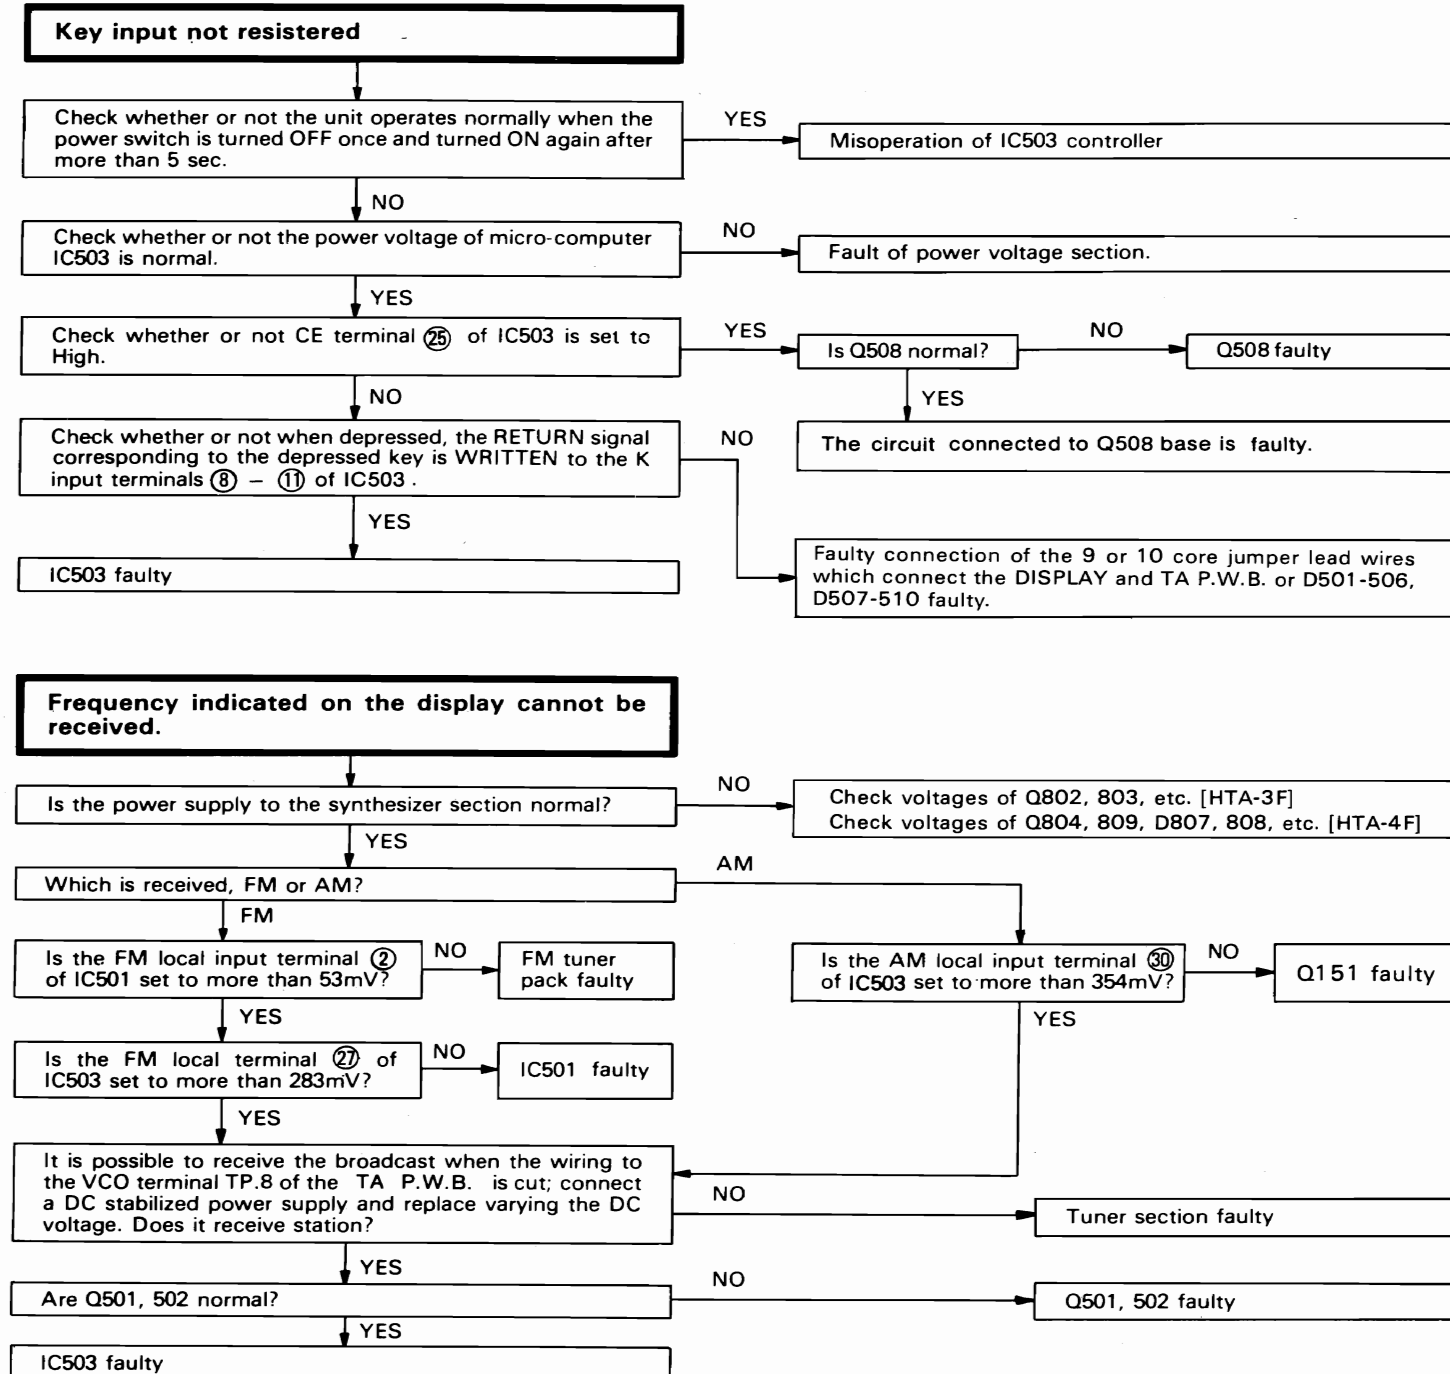 Key input not resistered
Check whether or not the unit operates normally when the
power switch is turned OFF once and turned ON again after
more than 5 sec.
YES
Misoperation of IC503 controller
NO
Check whether or not the power voltage of micro-computer
IC503 is normal.
NO
Fault of power voltage section.
YES
Check whether or not CE terminal ㉕ of IC503 is set to
High.
YES
Is Q508 normal?
NO
Q508 faulty
YES
The circuit connected to Q508 base is faulty.
NO
Check whether or not when depressed, the RETURN signal
corresponding to the depressed key is WRITTEN to the K
input terminals ⑧ – ⑪ of IC503 .
NO
Faulty connection of the 9 or 10 core jumper lead wires
which connect the DISPLAY and TA P.W.B. or D501-506,
D507-510 faulty.
YES
IC503 faulty
Frequency indicated on the display cannot be
received.
Is the power supply to the synthesizer section normal?
NO
Check voltages of Q802, 803, etc. [HTA-3F]
Check voltages of Q804, 809, D807, 808, etc. [HTA-4F]
YES
Which is received, FM or AM?
AM
FM
Is the FM local input terminal ②
of IC501 set to more than 53mV?
NO
FM tuner
pack faulty
Is the AM local input terminal ㉚
of IC503 set to more than 354mV?
NO
Q151 faulty
YES
YES
Is the FM local terminal ㉗ of
IC503 set to more than 283mV?
NO
IC501 faulty
YES
It is possible to receive the broadcast when the wiring to
the VCO terminal TP.8 of the TA P.W.B. is cut; connect
a DC stabilized power supply and replace varying the DC
voltage. Does it receive station?
NO
Tuner section faulty
YES
Are Q501, 502 normal?
NO
Q501, 502 faulty
YES
IC503 faulty